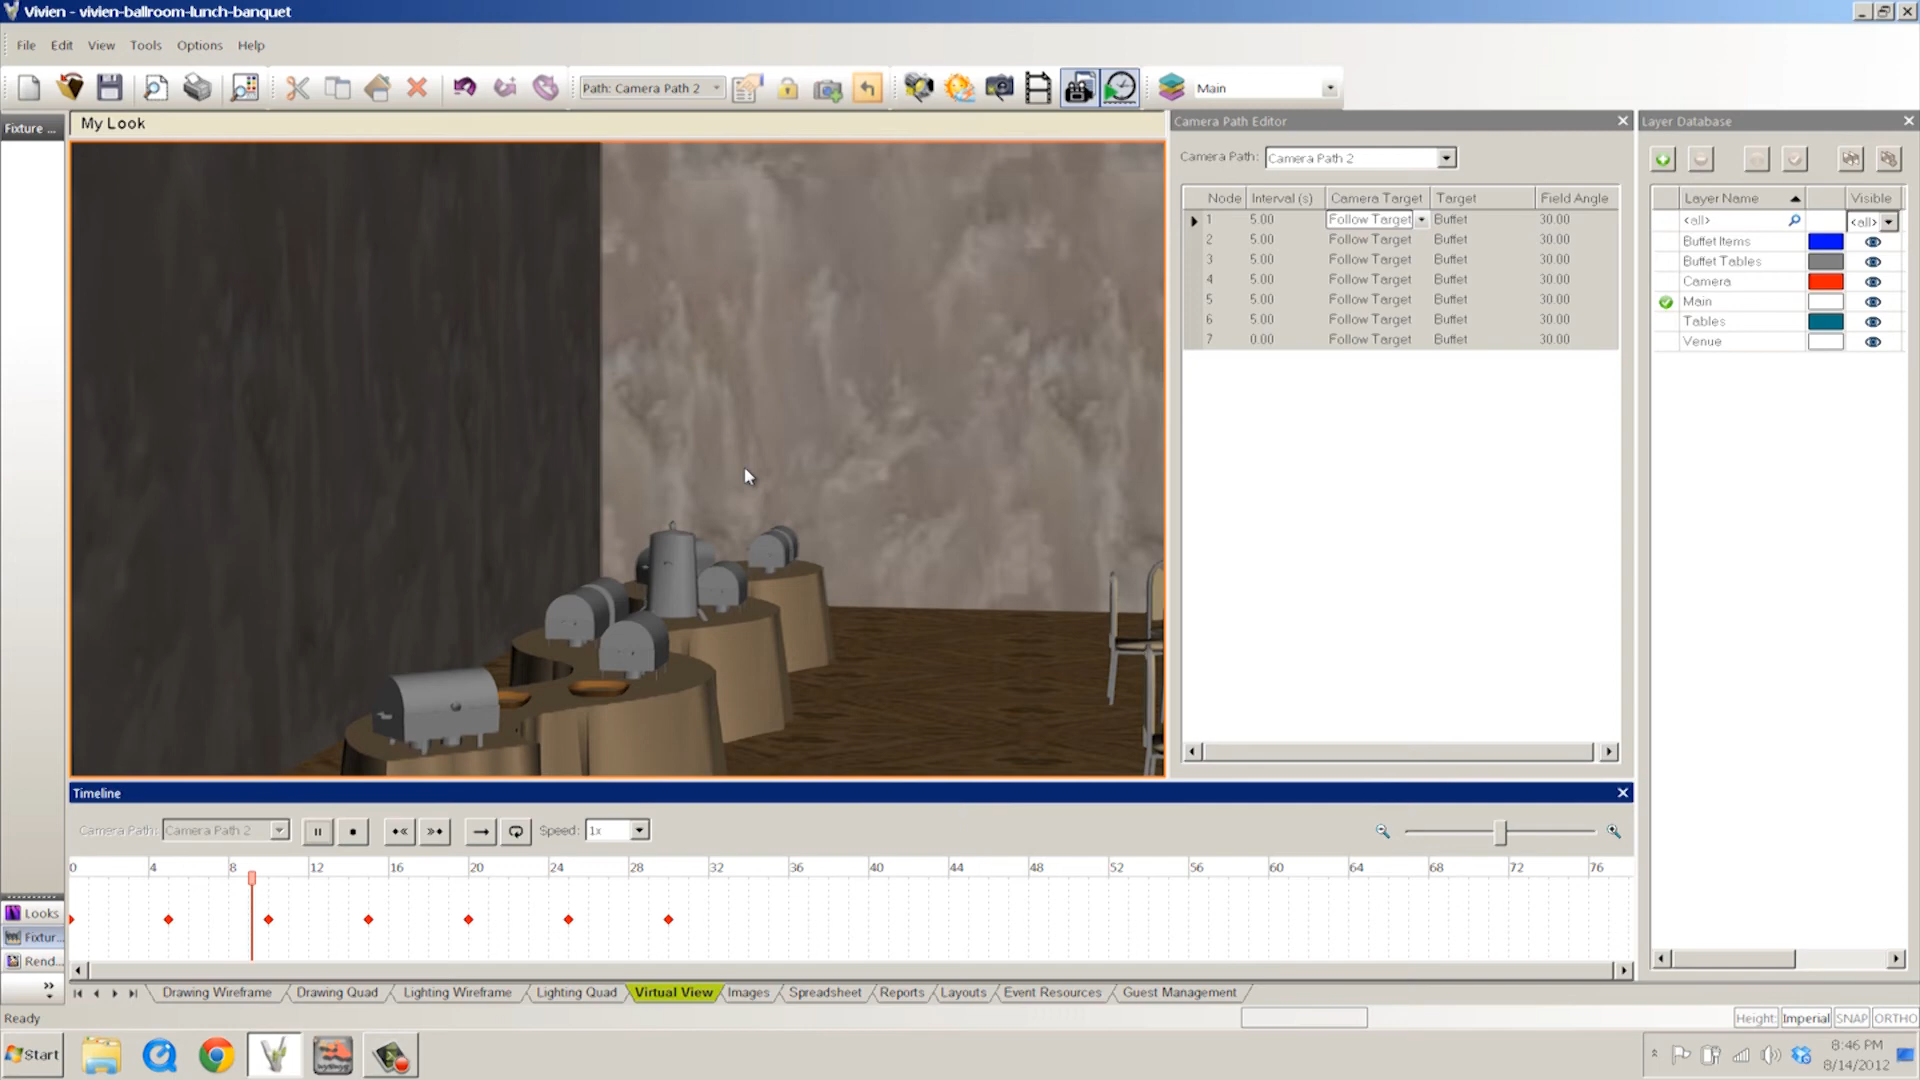 Vivien - vivien-ballroom-lunch-banquet
File Edit View Tools Options Help
Path: Camera Path 2
Main
Fixture ...
My Look
Camera Path Editor
Camera Path: Camera Path 2
Node Interval (s) Camera Target Target Field Angle
1 5.00 Follow Target Buffet 30.00
2 5.00 Follow Target Buffet 30.00
3 5.00 Follow Target Buffet 30.00
4 5.00 Follow Target Buffet 30.00
5 5.00 Follow Target Buffet 30.00
6 5.00 Follow Target Buffet 30.00
7 0.00 Follow Target Buffet 30.00
Layer Database
Layer Name Visible
<all> <all>
Buffet Items
Buffet Tables
Camera
Main
Tables
Venue
Timeline
Camera Path: Camera Path 2 Speed: 1x
0 4 8 12 16 20 24 28 32 36 40 44 48 52 56 60 64 68 72 76
Looks
Fixtur...
Rend...
Drawing Wireframe Drawing Quad Lighting Wireframe Lighting Quad Virtual View Images Spreadsheet Reports Layouts Event Resources Guest Management
Ready
Height: Imperial SNAP ORTHO
Start
8:46 PM
8/14/2012